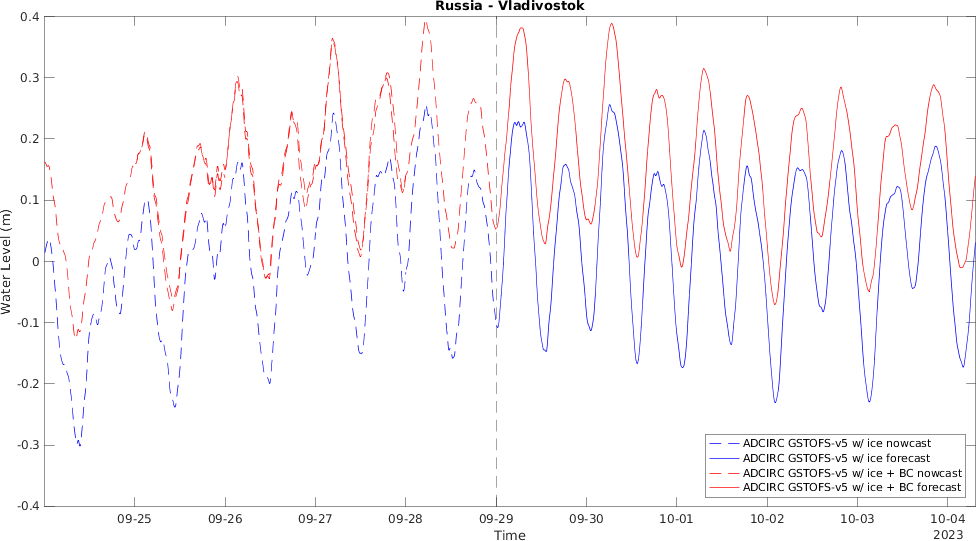 Russia - Vladivostok
0.4
0.3
0.2
0.1
0
-0.1
-0.2
-0.3
-0.4
Water Level (m)
ADCIRC GSTOFS-v5 w/ ice nowcast
ADCIRC GSTOFS-v5 w/ ice forecast
ADCIRC GSTOFS-v5 w/ ice + BC nowcast
ADCIRC GSTOFS-v5 w/ ice + BC forecast
09-25 09-26 09-27 09-28 09-29 09-30 10-01 10-02 10-03 10-04
Time 2023